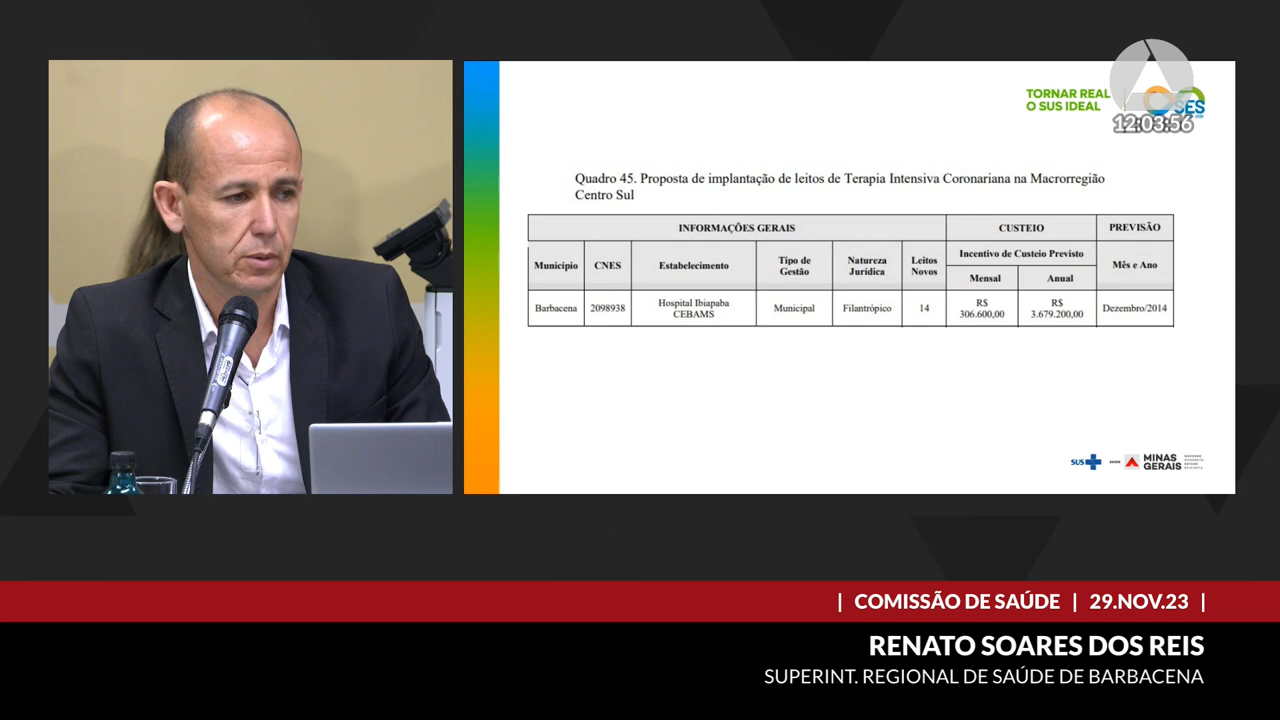 TORNAR REAL
O SUS IDEAL
SES
12:03:56
Quadro 45. Proposta de implantação de leitos de Terapia Intensiva Coronariana na Macrorregião
Centro Sul
INFORMAÇÕES GERAIS CUSTEIO PREVISÃO
Município CNES Estabelecimento Tipo de Gestão Natureza Jurídica Leitos Novos Incentivo de Custeio Previsto Mês e Ano
Mensal Anual
Barbacena 2098938 Hospital Ibiapaba CEBAMS Municipal Filantrópico 14 R$ 306.600,00 R$ 3.679.200,00 Dezembro/2014
SUS
MINAS
GERAIS
| COMISSÃO DE SAÚDE | 29.NOV.23 |
RENATO SOARES DOS REIS
SUPERINT. REGIONAL DE SAÚDE DE BARBACENA